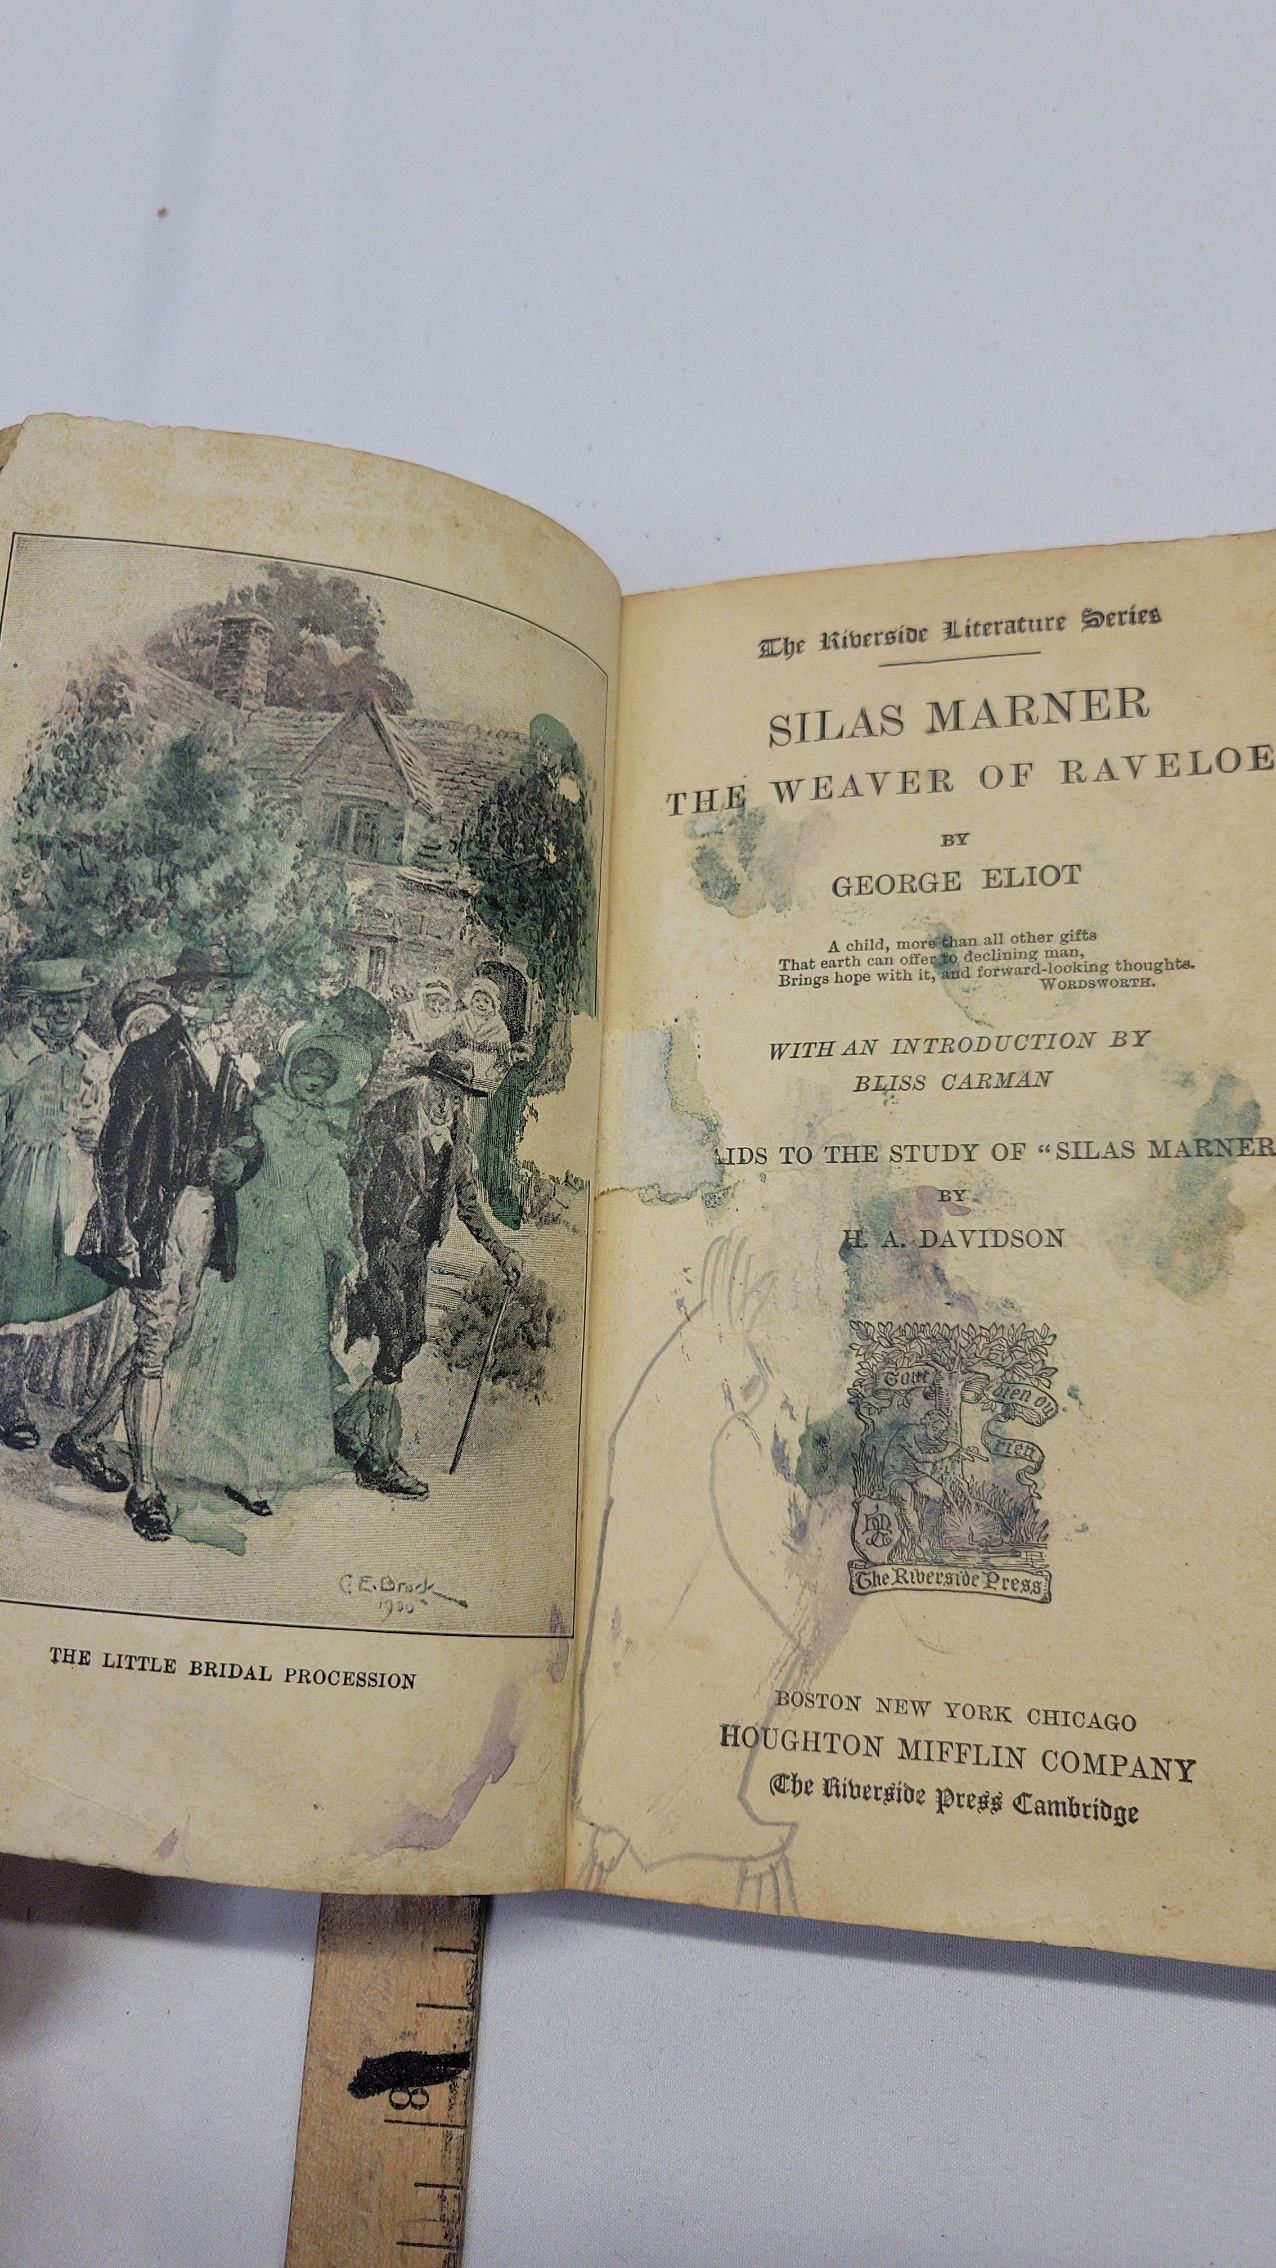 C. E. Brock
1900
THE LITTLE BRIDAL PROCESSION
The Riverside Literature Series
SILAS MARNER
THE WEAVER OF RAVELOE
BY
GEORGE ELIOT
A child, more than all other gifts
That earth can offer to declining man,
Brings hope with it, and forward-looking thoughts.
WORDSWORTH.
WITH AN INTRODUCTION BY
BLISS CARMAN
AIDS TO THE STUDY OF “SILAS MARNER
BY
H. A. DAVIDSON
Tout
bien ou
rien
The Riverside Press
BOSTON NEW YORK CHICAGO
HOUGHTON MIFFLIN COMPANY
The Riverside Press Cambridge
8